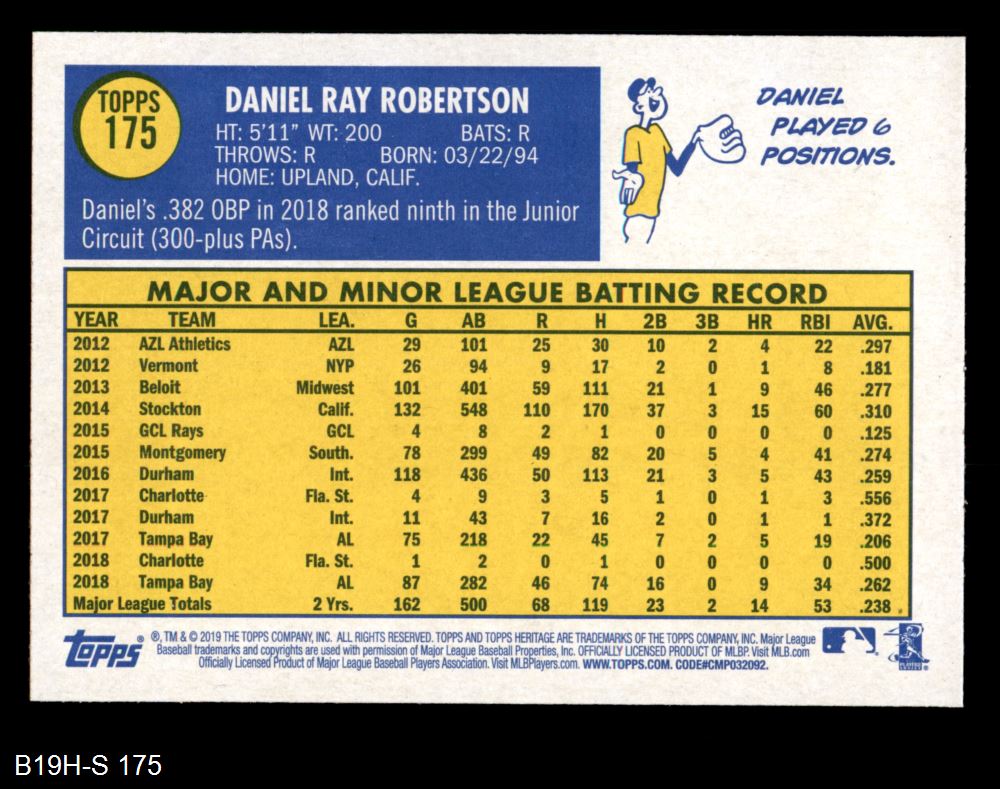 TOPPS
175
DANIEL RAY ROBERTSON
HT: 5'11" WT: 200 BATS: R
THROWS: R BORN: 03/22/94
HOME: UPLAND, CALIF.
Daniel's .382 OBP in 2018 ranked ninth in the Junior
Circuit (300-plus PAs).
DANIEL
PLAYED 6
POSITIONS.
MAJOR AND MINOR LEAGUE BATTING RECORD
YEAR TEAM LEA. G AB R H 2B 3B HR RBI AVG.
2012 AZL Athletics AZL 29 101 25 30 10 2 4 22 .297
2012 Vermont NYP 26 94 9 17 2 0 1 8 .181
2013 Beloit Midwest 101 401 59 111 21 1 9 46 .277
2014 Stockton Calif. 132 548 110 170 37 3 15 60 .310
2015 GCL Rays GCL 4 8 2 1 0 0 0 0 .125
2015 Montgomery South. 78 299 49 82 20 5 4 41 .274
2016 Durham Int. 118 436 50 113 21 3 5 43 .259
2017 Charlotte Fla. St. 4 9 3 5 1 0 1 3 .556
2017 Durham Int. 11 43 7 16 2 0 1 1 .372
2017 Tampa Bay AL 75 218 22 45 7 2 5 19 .206
2018 Charlotte Fla. St. 1 2 0 1 0 0 0 0 .500
2018 Tampa Bay AL 87 282 46 74 16 0 9 34 .262
Major League Totals 2 Yrs. 162 500 68 119 23 2 14 53 .238
Topps ® ®, TM & © 2019 THE TOPPS COMPANY, INC. ALL RIGHTS RESERVED. TOPPS AND TOPPS HERITAGE ARE TRADEMARKS OF THE TOPPS COMPANY, INC. Major League
Baseball trademarks and copyrights are used with permission of Major League Baseball Properties, Inc. OFFICIALLY LICENSED PRODUCT OF MLBP. Visit MLB.com
Officially Licensed Product of Major League Baseball Players Association. Visit MLBPlayers.com. WWW.TOPPS.COM. CODE#CMP032092.
B19H-S 175